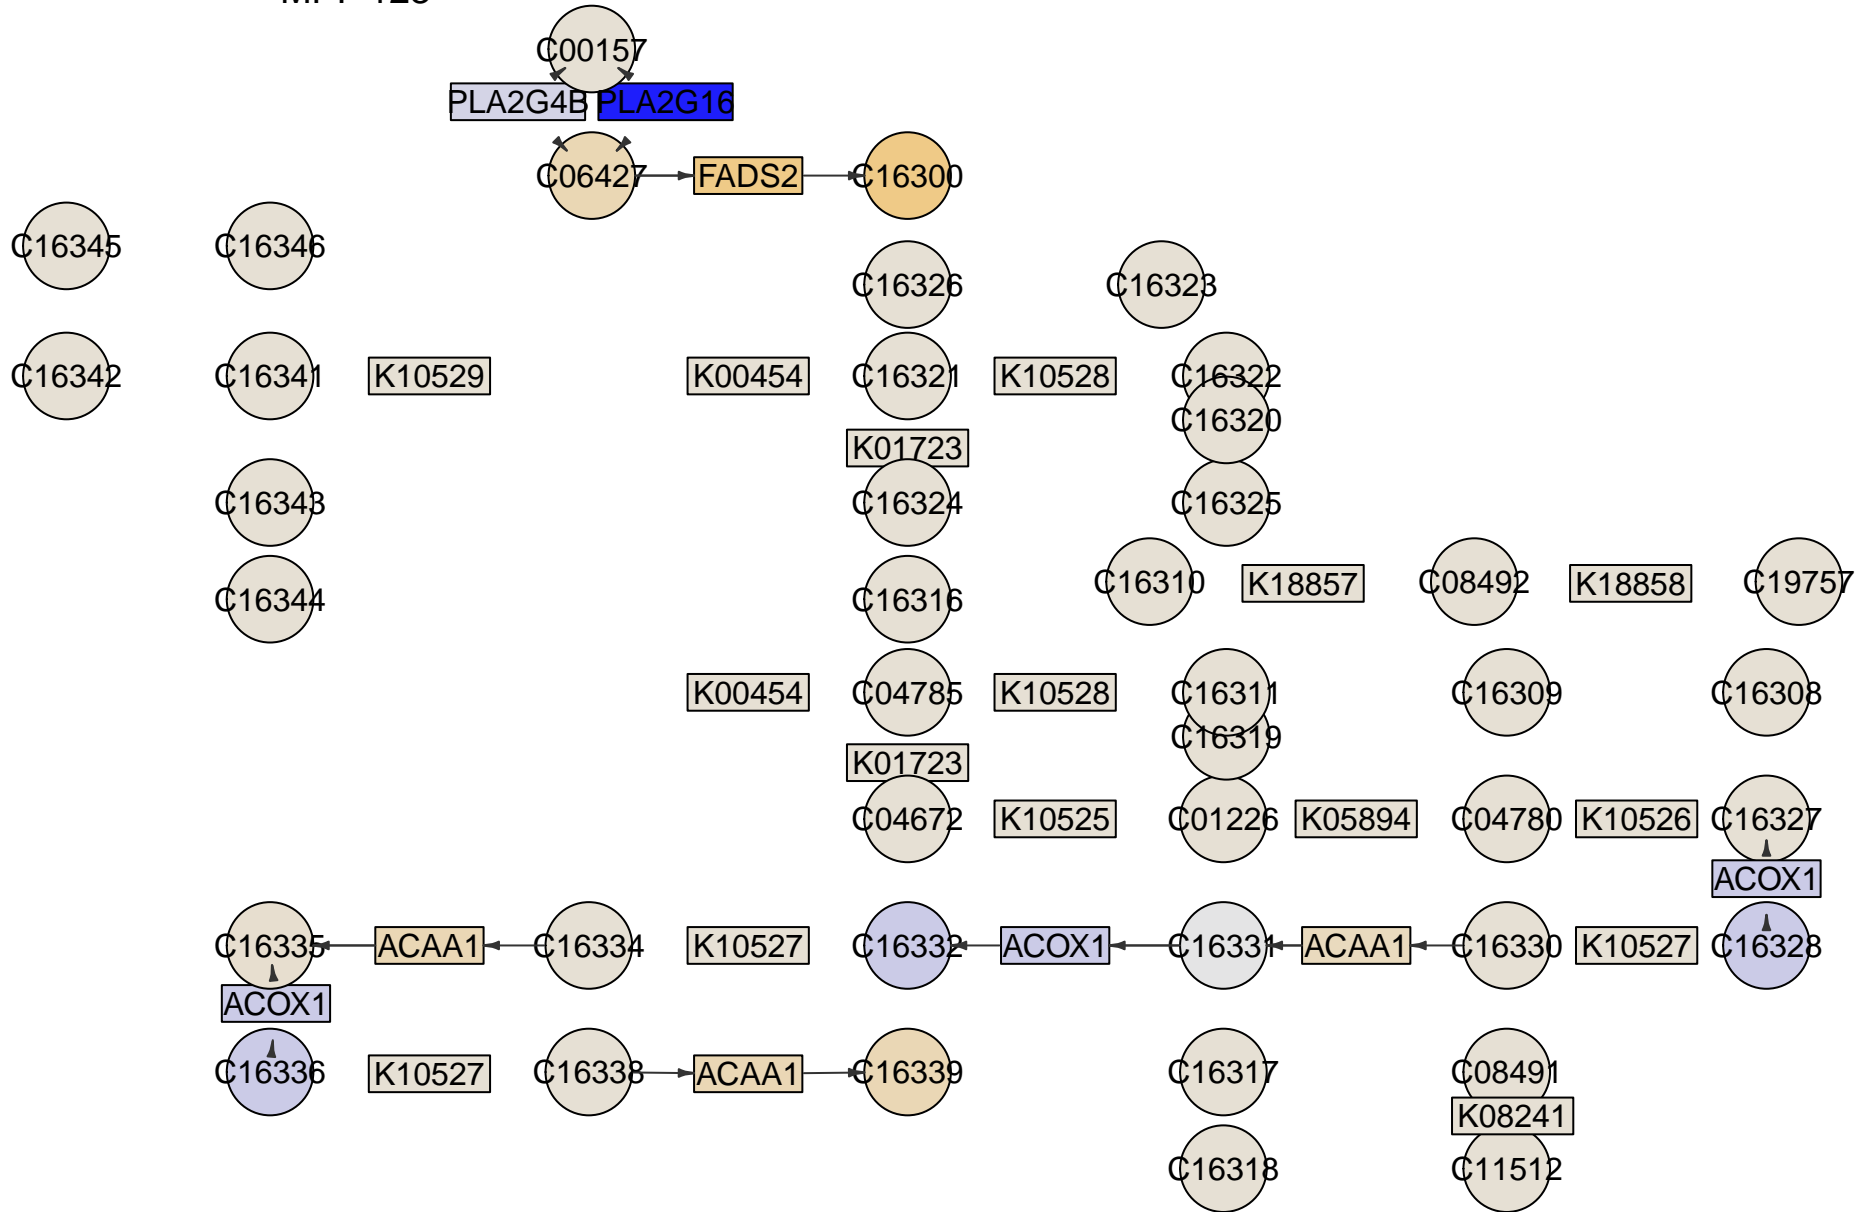 C00157
PLA2G4B PLA2G16
C06427 FADS2 C16300
C16345 C16346
C16326 C16323
C16342 C16341 K10529 K00454 C16321 K10528 C16322
C16320
K01723
C16343 C16324 C16325
C16310 K18857 C08492 K18858 C19757
C16344 C16316
K00454 C04785 K10528 C16311 C16309 C16308
C16319
K01723
C04672 K10525 C01226 K05894 C04780 K10526 C16327
ACOX1
C16335 ACAA1 C16334 K10527 C16332 ACOX1 C16331 ACAA1 C16330 K10527 C16328
ACOX1
C16336 K10527 C16338 ACAA1 C16339 C16317 C08491
K08241
C16318 C11512